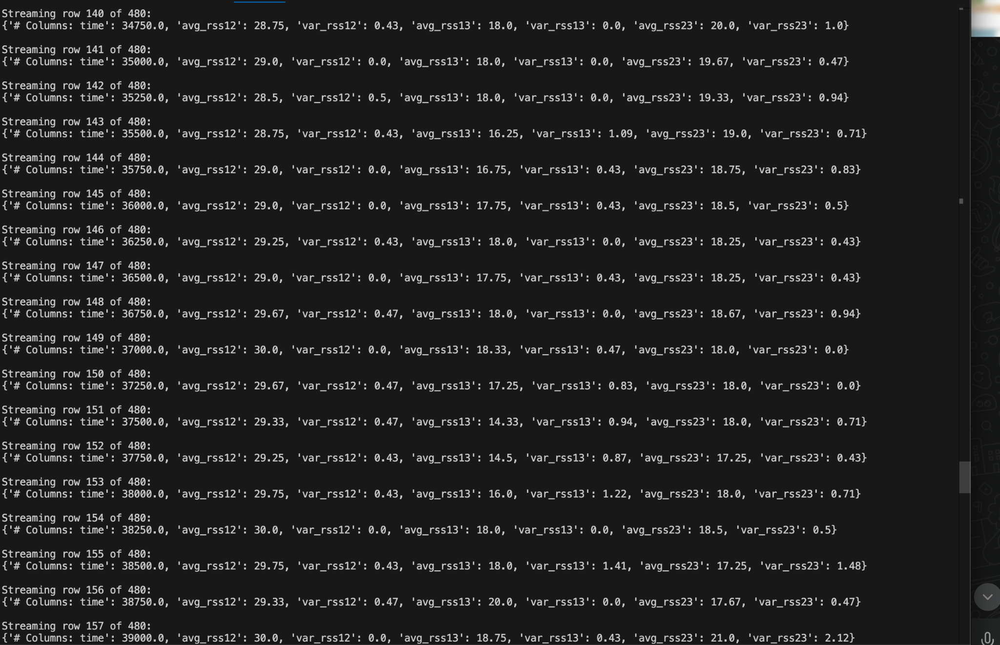 Streaming row 140 of 480:
{'# Columns: time': 34750.0, 'avg_rss12': 28.75, 'var_rss12': 0.43, 'avg_rss13': 18.0, 'var_rss13': 0.0, 'avg_rss23': 20.0, 'var_rss23': 1.0}
Streaming row 141 of 480:
{'# Columns: time': 35000.0, 'avg_rss12': 29.0, 'var_rss12': 0.0, 'avg_rss13': 18.0, 'var_rss13': 0.0, 'avg_rss23': 19.67, 'var_rss23': 0.47}
Streaming row 142 of 480:
{'# Columns: time': 35250.0, 'avg_rss12': 28.5, 'var_rss12': 0.5, 'avg_rss13': 18.0, 'var_rss13': 0.0, 'avg_rss23': 19.33, 'var_rss23': 0.94}
Streaming row 143 of 480:
{'# Columns: time': 35500.0, 'avg_rss12': 28.75, 'var_rss12': 0.43, 'avg_rss13': 16.25, 'var_rss13': 1.09, 'avg_rss23': 19.0, 'var_rss23': 0.71}
Streaming row 144 of 480:
{'# Columns: time': 35750.0, 'avg_rss12': 29.0, 'var_rss12': 0.0, 'avg_rss13': 16.75, 'var_rss13': 0.43, 'avg_rss23': 18.75, 'var_rss23': 0.83}
Streaming row 145 of 480:
{'# Columns: time': 36000.0, 'avg_rss12': 29.0, 'var_rss12': 0.0, 'avg_rss13': 17.75, 'var_rss13': 0.43, 'avg_rss23': 18.5, 'var_rss23': 0.5}
Streaming row 146 of 480:
{'# Columns: time': 36250.0, 'avg_rss12': 29.25, 'var_rss12': 0.43, 'avg_rss13': 18.0, 'var_rss13': 0.0, 'avg_rss23': 18.25, 'var_rss23': 0.43}
Streaming row 147 of 480:
{'# Columns: time': 36500.0, 'avg_rss12': 29.0, 'var_rss12': 0.0, 'avg_rss13': 17.75, 'var_rss13': 0.43, 'avg_rss23': 18.25, 'var_rss23': 0.43}
Streaming row 148 of 480:
{'# Columns: time': 36750.0, 'avg_rss12': 29.67, 'var_rss12': 0.47, 'avg_rss13': 18.0, 'var_rss13': 0.0, 'avg_rss23': 18.67, 'var_rss23': 0.94}
Streaming row 149 of 480:
{'# Columns: time': 37000.0, 'avg_rss12': 30.0, 'var_rss12': 0.0, 'avg_rss13': 18.33, 'var_rss13': 0.47, 'avg_rss23': 18.0, 'var_rss23': 0.0}
Streaming row 150 of 480:
{'# Columns: time': 37250.0, 'avg_rss12': 29.67, 'var_rss12': 0.47, 'avg_rss13': 17.25, 'var_rss13': 0.83, 'avg_rss23': 18.0, 'var_rss23': 0.0}
Streaming row 151 of 480:
{'# Columns: time': 37500.0, 'avg_rss12': 29.33, 'var_rss12': 0.47, 'avg_rss13': 14.33, 'var_rss13': 0.94, 'avg_rss23': 18.0, 'var_rss23': 0.71}
Streaming row 152 of 480:
{'# Columns: time': 37750.0, 'avg_rss12': 29.25, 'var_rss12': 0.43, 'avg_rss13': 14.5, 'var_rss13': 0.87, 'avg_rss23': 17.25, 'var_rss23': 0.43}
Streaming row 153 of 480:
{'# Columns: time': 38000.0, 'avg_rss12': 29.75, 'var_rss12': 0.43, 'avg_rss13': 16.0, 'var_rss13': 1.22, 'avg_rss23': 18.0, 'var_rss23': 0.71}
Streaming row 154 of 480:
{'# Columns: time': 38250.0, 'avg_rss12': 30.0, 'var_rss12': 0.0, 'avg_rss13': 18.0, 'var_rss13': 0.0, 'avg_rss23': 18.5, 'var_rss23': 0.5}
Streaming row 155 of 480:
{'# Columns: time': 38500.0, 'avg_rss12': 29.75, 'var_rss12': 0.43, 'avg_rss13': 18.0, 'var_rss13': 1.41, 'avg_rss23': 17.25, 'var_rss23': 1.48}
Streaming row 156 of 480:
{'# Columns: time': 38750.0, 'avg_rss12': 29.33, 'var_rss12': 0.47, 'avg_rss13': 20.0, 'var_rss13': 0.0, 'avg_rss23': 17.67, 'var_rss23': 0.47}
Streaming row 157 of 480:
{'# Columns: time': 39000.0, 'avg_rss12': 30.0, 'var_rss12': 0.0, 'avg_rss13': 18.75, 'var_rss13': 0.43, 'avg_rss23': 21.0, 'var_rss23': 2.12}